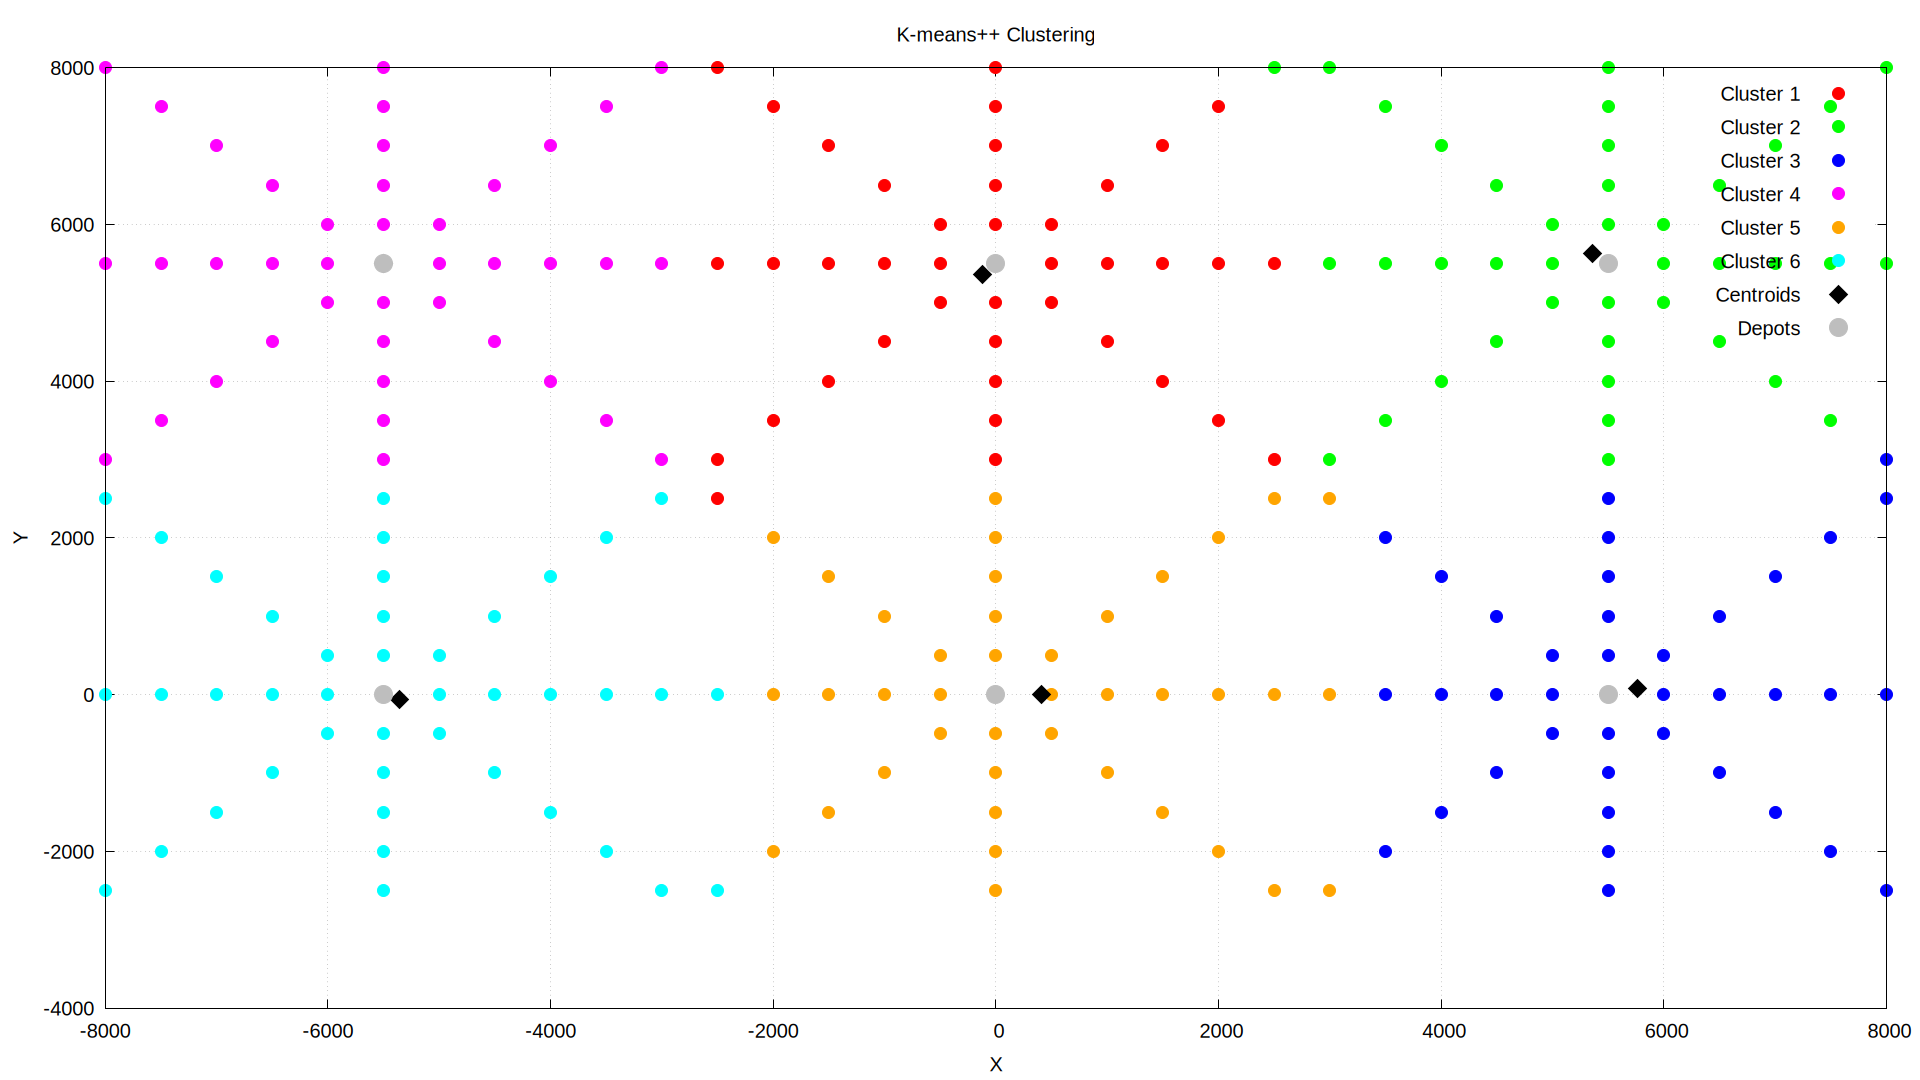 K-means++ Clustering
8000
6000
4000
2000
0
-2000
-4000
Y
Cluster 1
Cluster 2
Cluster 3
Cluster 4
Cluster 5
Cluster 6
Centroids
Depots
-8000 -6000 -4000 -2000 0 2000 4000 6000 8000
X